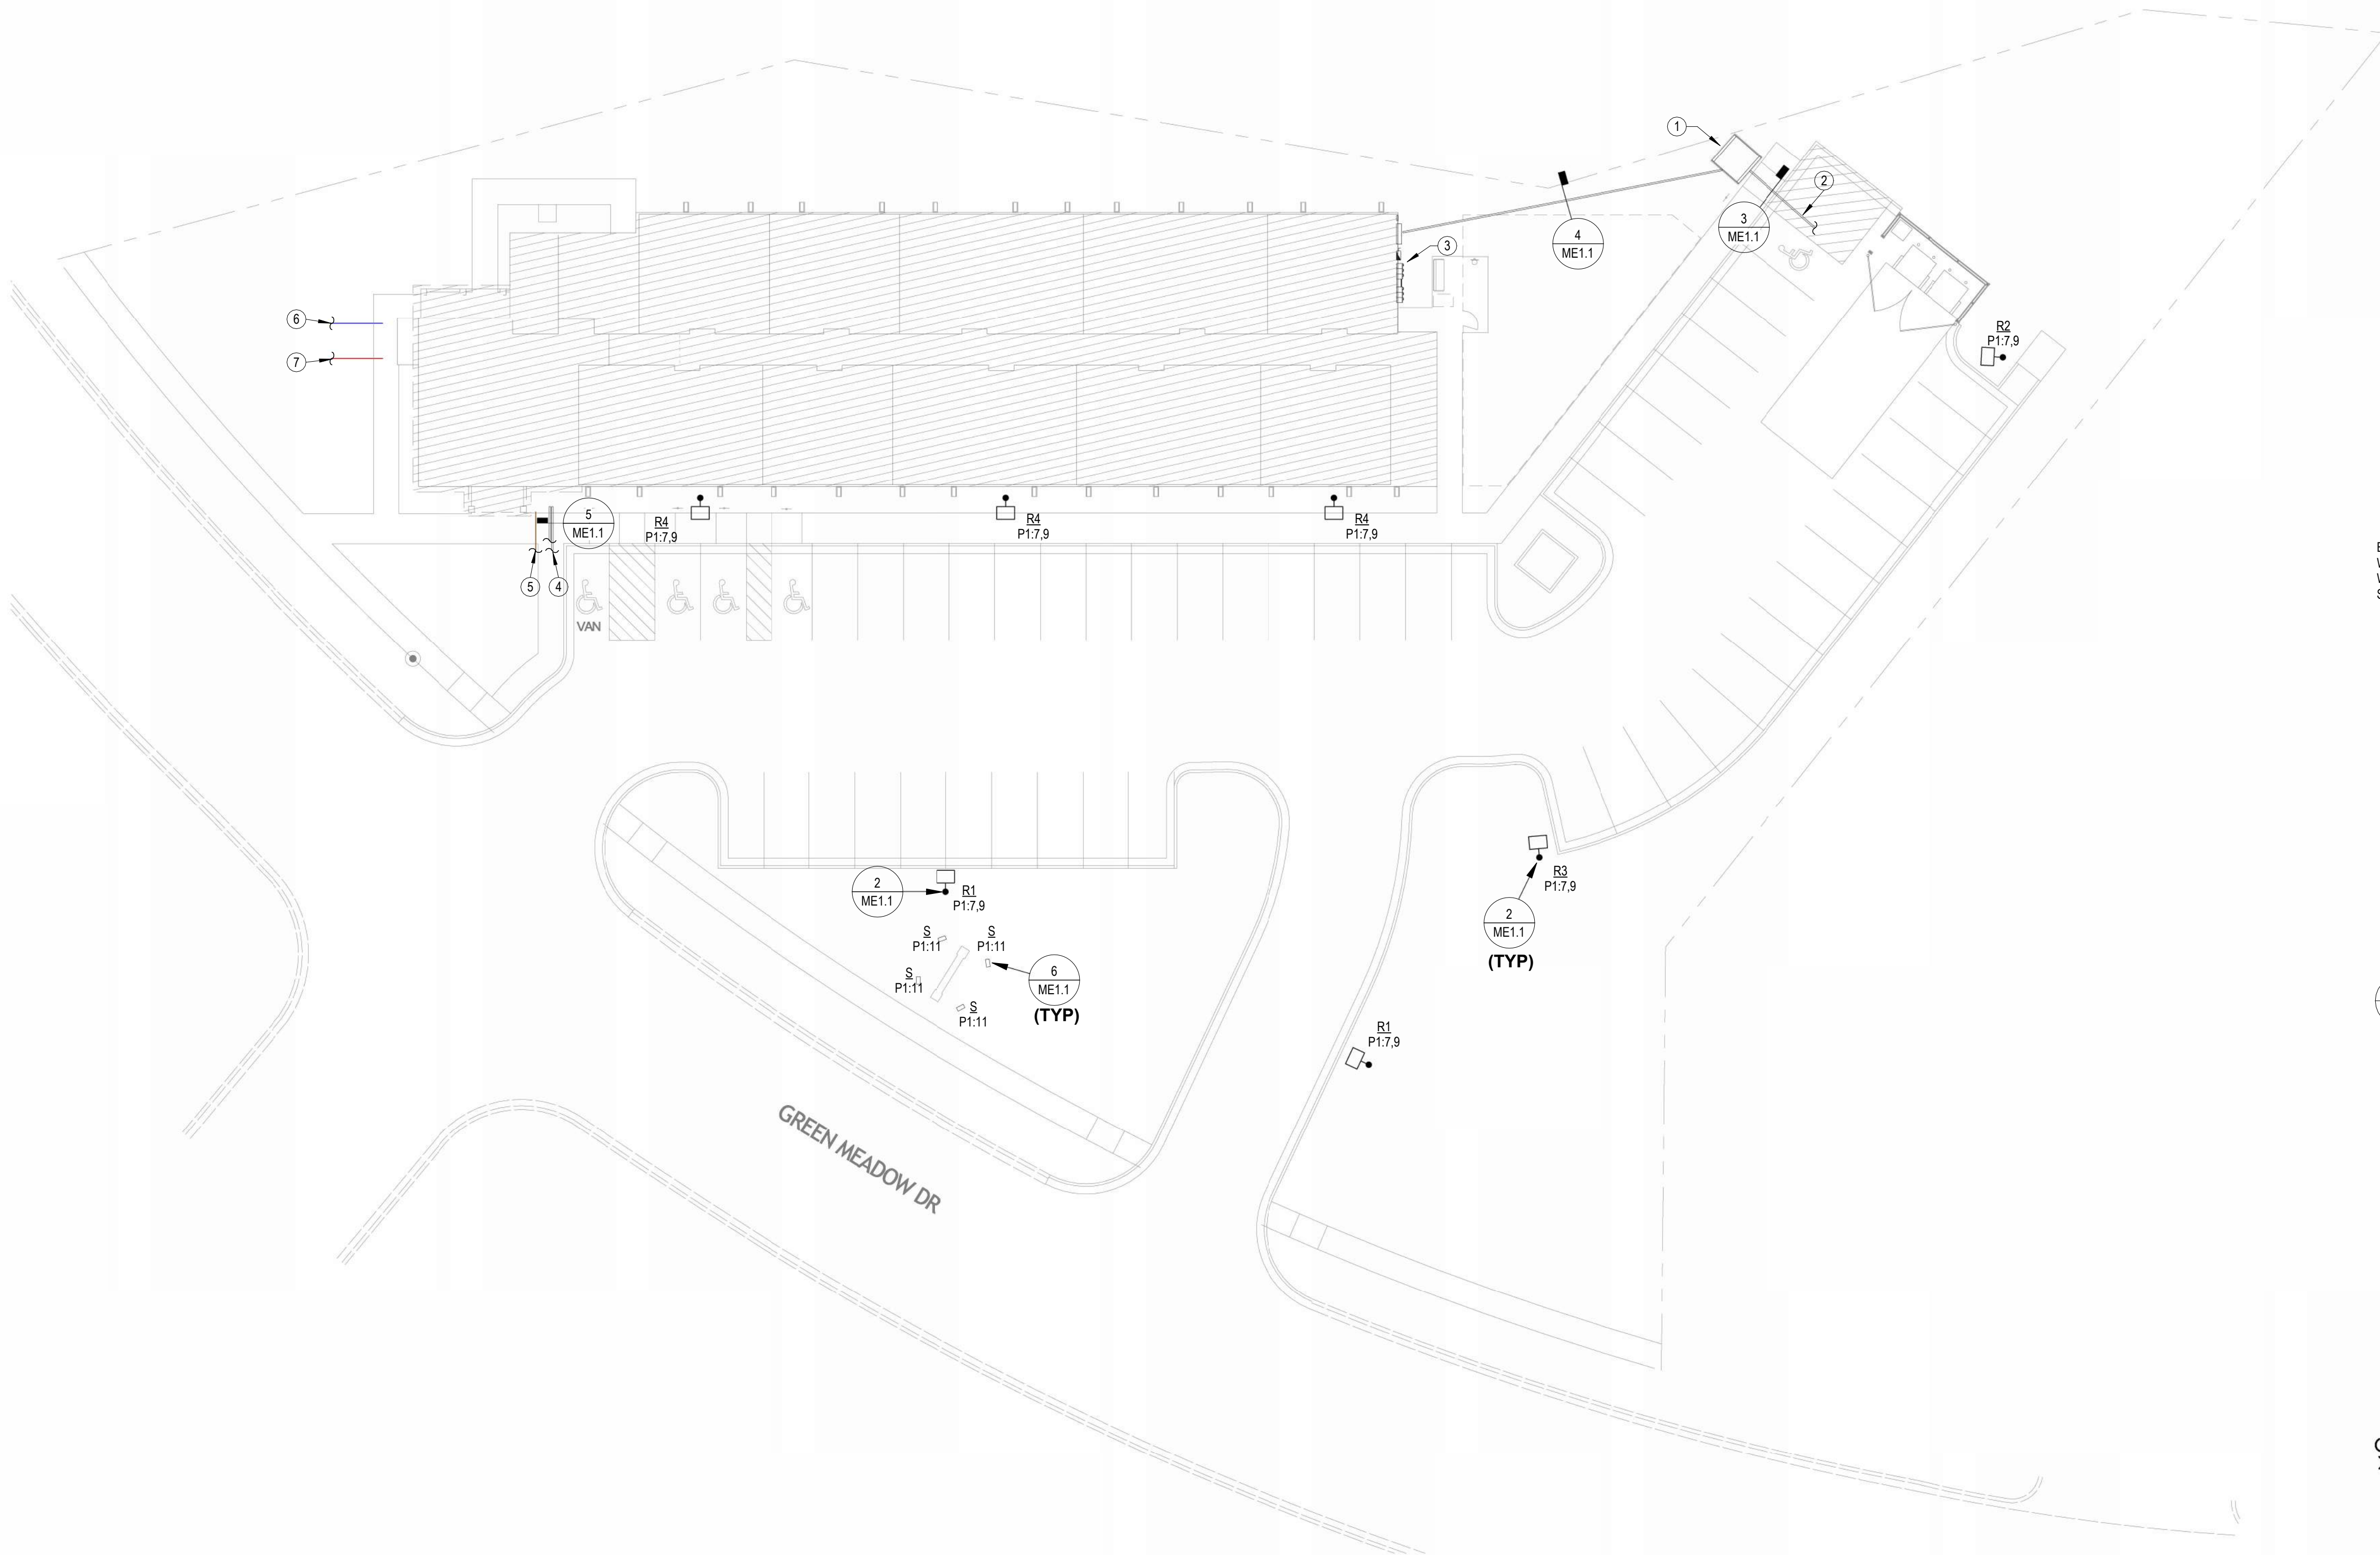 1
2
3
ME1.1
4
ME1.1
3
6
7
R2
P1:7,9
5
ME1.1
R4
P1:7,9
R4
P1:7,9
R4
P1:7,9
5
4
VAN
2
ME1.1
R1
P1:7,9
R3
P1:7,9
2
ME1.1
(TYP)
S
P1:11
S
P1:11
S
P1:11
S
P1:11
6
ME1.1
(TYP)
R1
P1:7,9
GREEN MEADOW DR